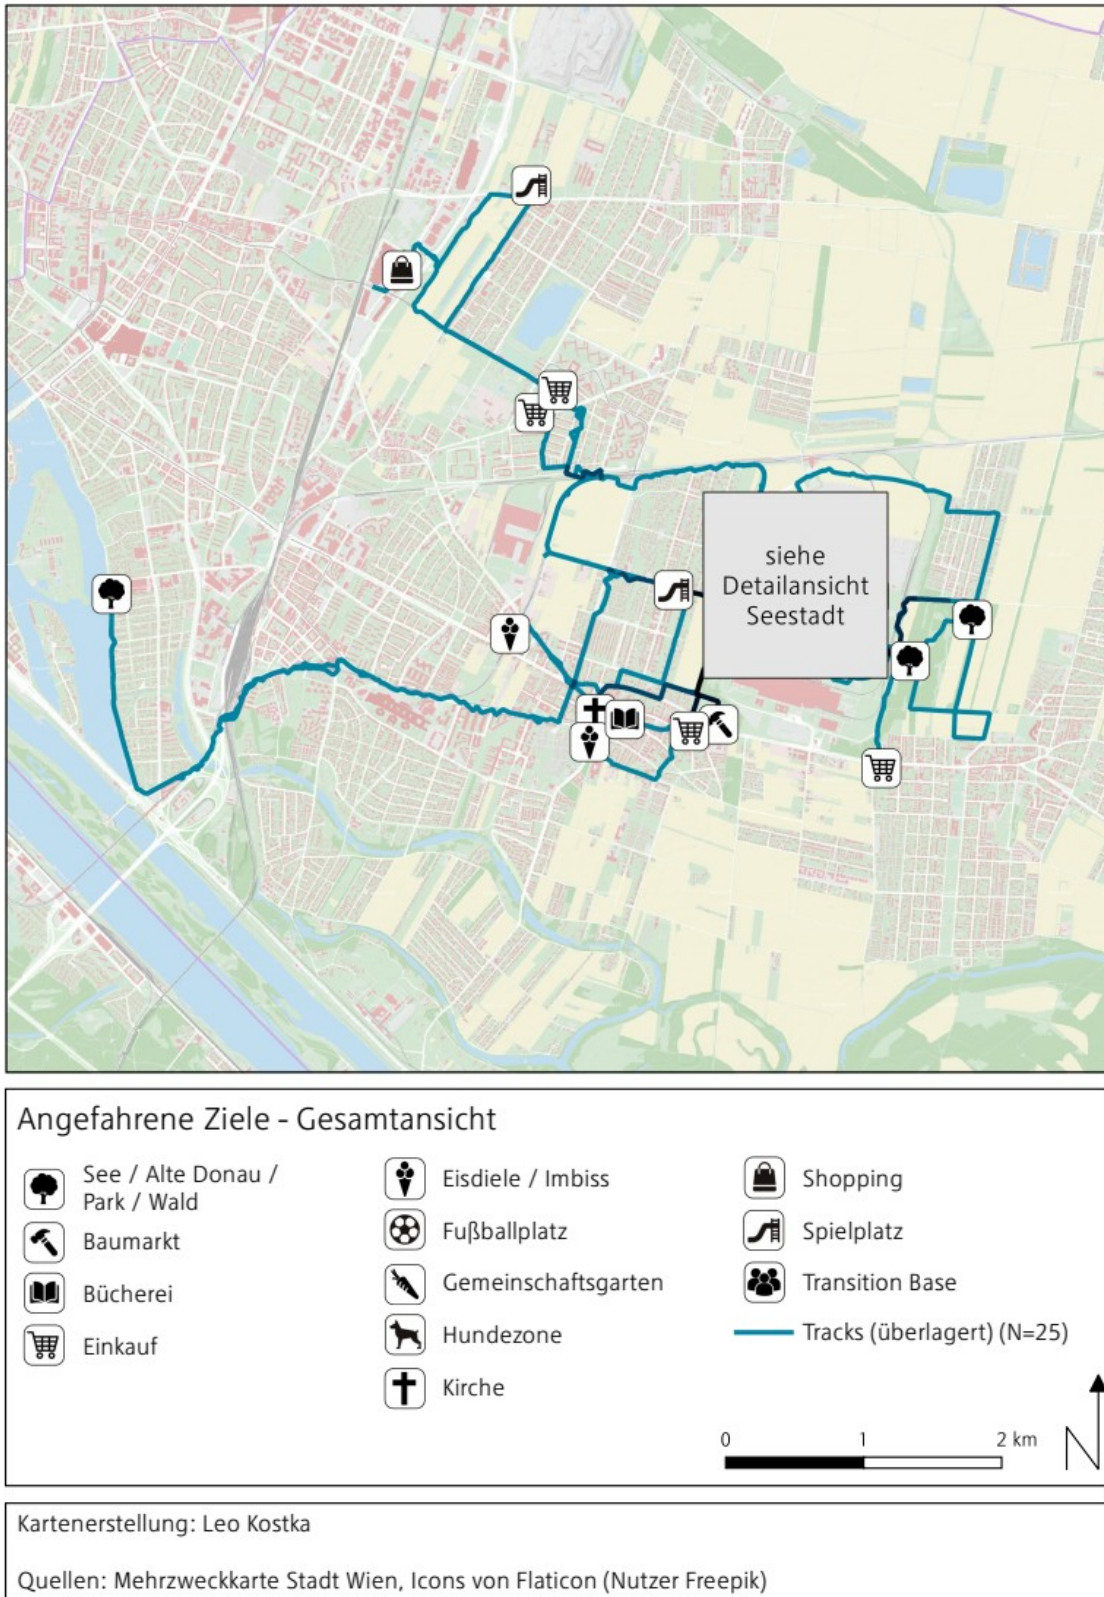 siehe
Detailansicht
Seestadt
Angefahrene Ziele - Gesamtansicht
See / Alte Donau /
Park / Wald
Baumarkt
Bücherei
Einkauf
Eisdiele / Imbiss
Fußballplatz
Gemeinschaftsgarten
Hundezone
Kirche
Shopping
Spielplatz
Transition Base
Tracks (überlagert) (N=25)
0 1 2 km
N
Kartenerstellung: Leo Kostka
Quellen: Mehrzweckkarte Stadt Wien, Icons von Flaticon (Nutzer Freepik)